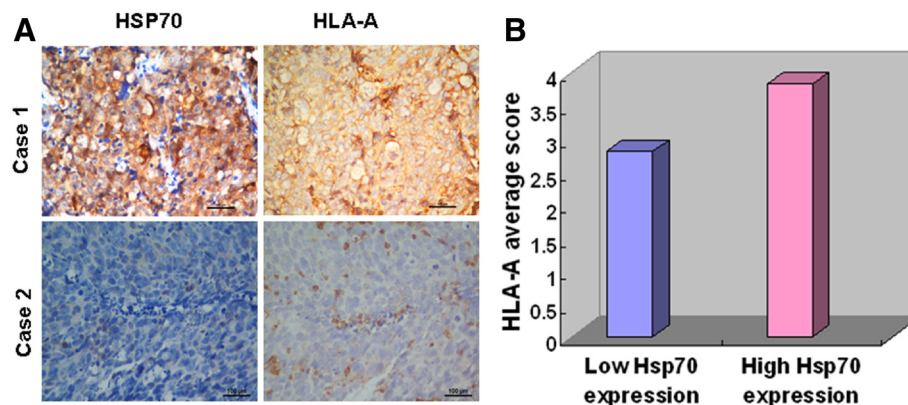 A
HSP70
HLA-A
Case 1
Case 2
100 µm
100 µm
B
HLA-A average score
4
3.5
3
2.5
2
1.5
1
0.5
0
Low Hsp70
expression
High Hsp70
expression